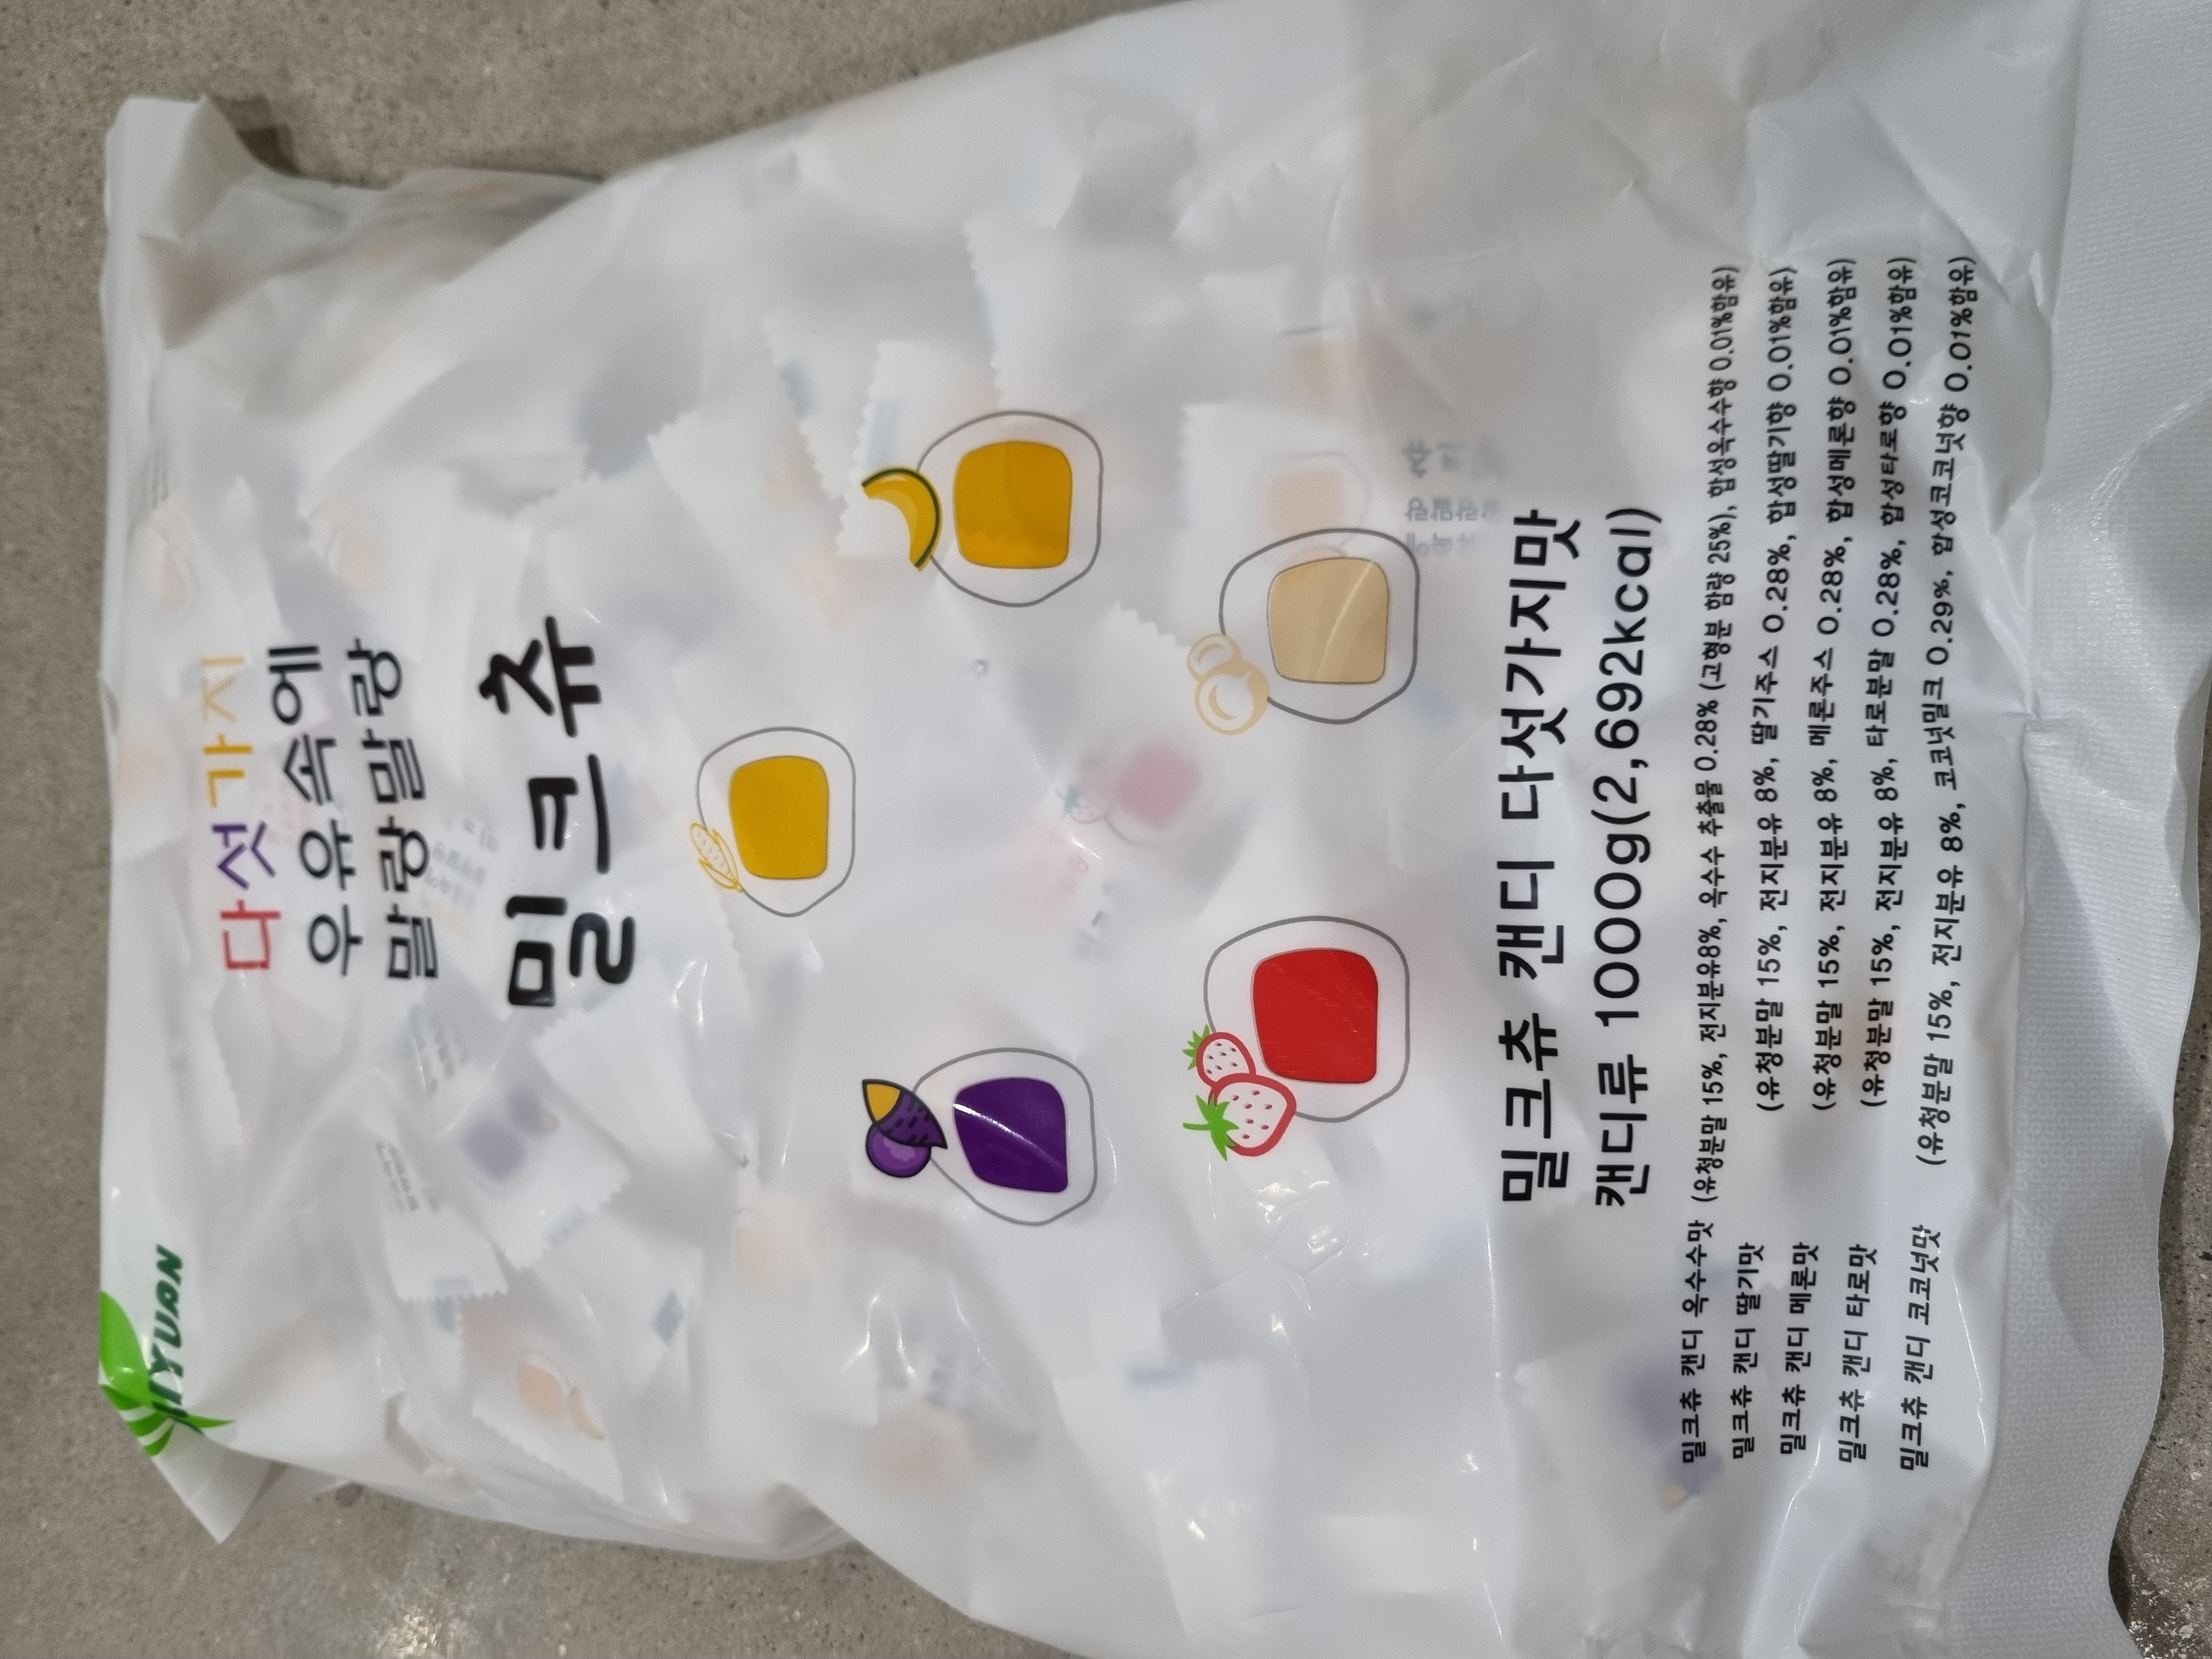 JIYUAN
다섯가지
우유속에
말랑말랑
밀크츄
밀크츄 캔디 다섯가지맛
캔디류 1000g(2,692kcal)
밀크츄 캔디 옥수수맛 (유청분말 15%, 전지분유8%, 옥수수 추출물 0.28% (고형분 함량 25%), 합성옥수수향 0.01%함유)
밀크츄 캔디 딸기맛 (유청분말 15%, 전지분유 8%, 딸기주스 0.28%, 합성딸기향 0.01%함유)
밀크츄 캔디 메론맛 (유청분말 15%, 전지분유 8%, 메론주스 0.28%, 합성메론향 0.01%함유)
밀크츄 캔디 타로맛 (유청분말 15%, 전지분유 8%, 타로분말 0.28%, 합성타로향 0.01%함유)
밀크츄 캔디 코코넛맛 (유청분말 15%, 전지분유 8%, 코코넛밀크 0.29%, 합성코코넛향 0.01%함유)